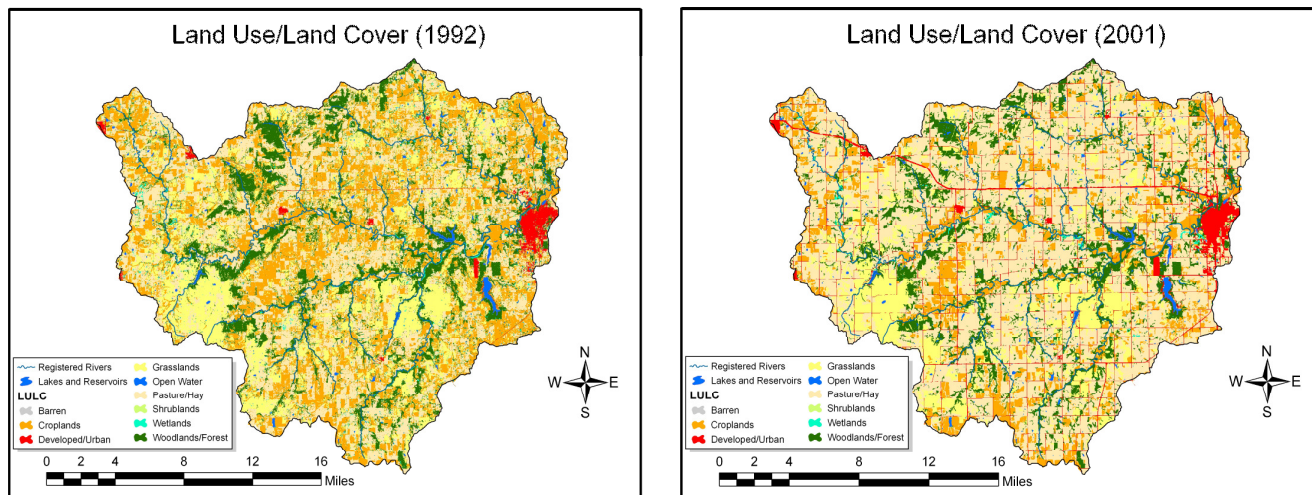 Land Use/Land Cover (1992)
Registered Rivers
Lakes and Reservoirs
LULC
Barren
Croplands
Developed/Urban
Grasslands
Open Water
Pasture/Hay
Shrublands
Wetlands
Woodlands/Forest
N
W E
S
0 2 4 8 12 16
Miles
Land Use/Land Cover (2001)
Registered Rivers
Lakes and Reservoirs
LULC
Barren
Croplands
Developed/Urban
Grasslands
Open Water
Pasture/Hay
Shrublands
Wetlands
Woodlands/Forest
N
W E
S
0 2 4 8 12 16
Miles